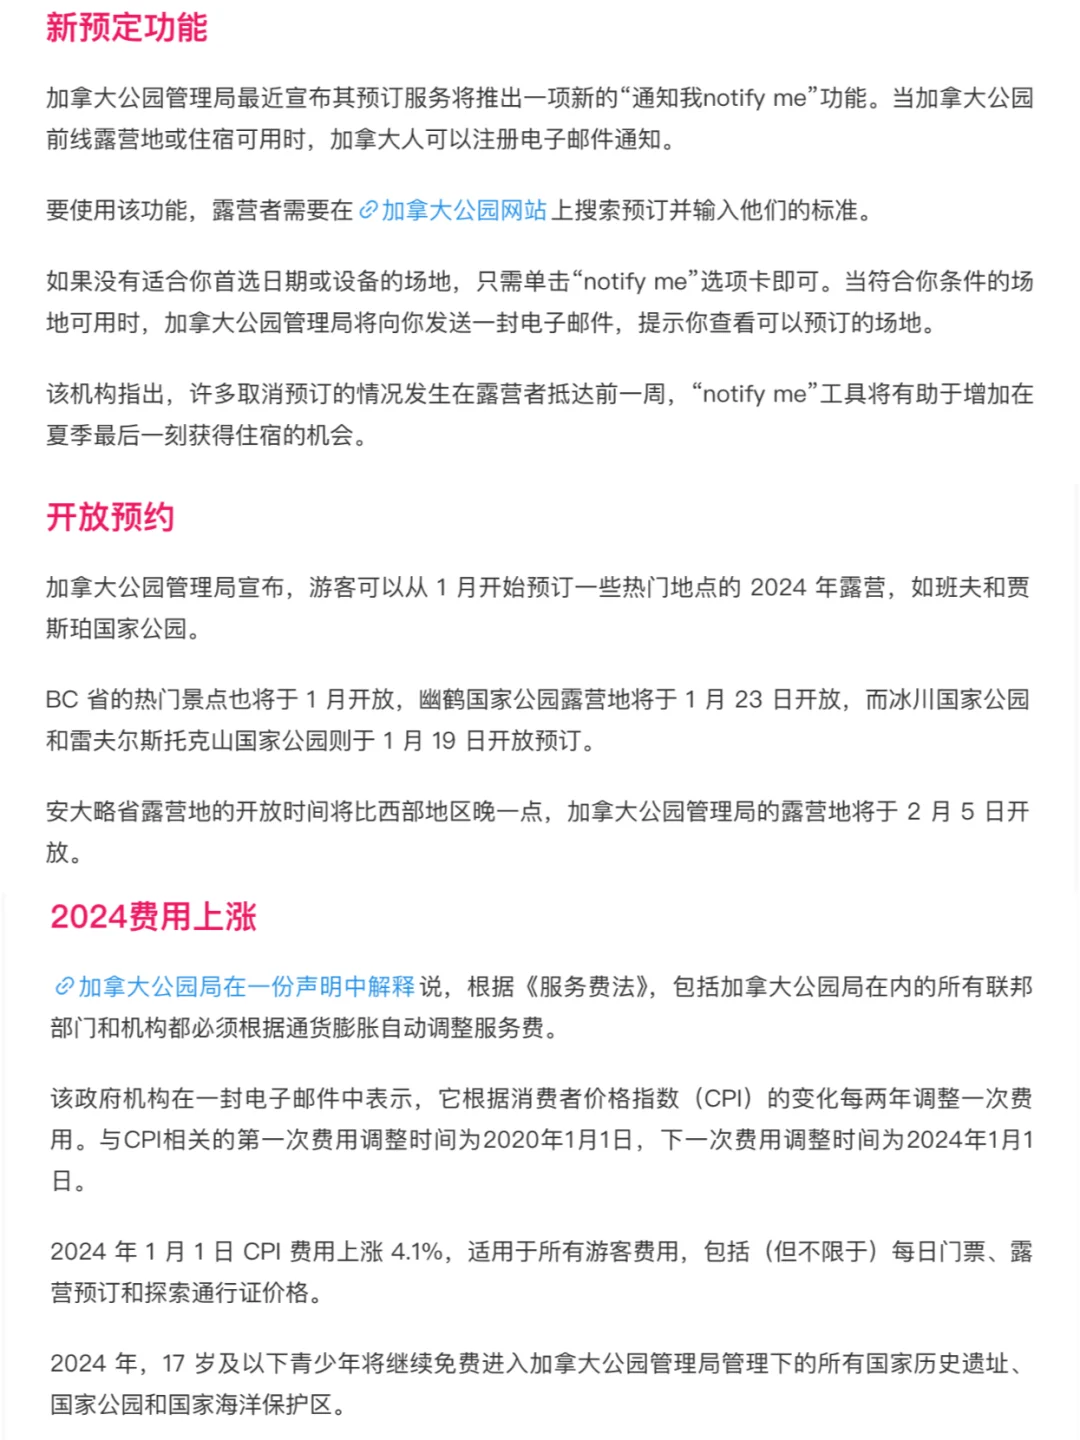 新预定功能
加拿大公园管理局最近宣布其预订服务将推出一项新的“通知我notify me”功能。当加拿大公园
前线露营地或住宿可用时，加拿大人可以注册电子邮件通知。
要使用该功能，露营者需要在 加拿大公园网站 上搜索预订并输入他们的标准。
如果没有适合你首选日期或设备的场地，只需单击“notify me”选项卡即可。当符合你条件的场
地可用时，加拿大公园管理局将向你发送一封电子邮件，提示你查看可以预订的场地。
该机构指出，许多取消预订的情况发生在露营者抵达前一周，“notify me”工具将有助于增加在
夏季最后一刻获得住宿的机会。
开放预约
加拿大公园管理局宣布，游客可以从 1 月开始预订一些热门地点的 2024 年露营，如班夫和贾
斯珀国家公园。
BC 省的热门景点也将于 1 月开放，幽鹤国家公园露营地将于 1 月 23 日开放，而冰川国家公园
和雷夫尔斯托克山国家公园则于 1 月 19 日开放预订。
安大略省露营地的开放时间将比西部地区晚一点，加拿大公园管理局的露营地将于 2 月 5 日开
放。
2024费用上涨
加拿大公园局在一份声明中解释 说，根据《服务费法》，包括加拿大公园局在内的所有联邦
部门和机构都必须根据通货膨胀自动调整服务费。
该政府机构在一封电子邮件中表示，它根据消费者价格指数（CPI）的变化每两年调整一次费
用。与CPI相关的第一次费用调整时间为2020年1月1日，下一次费用调整时间为2024年1月1
日。
2024 年 1 月 1 日 CPI 费用上涨 4.1%，适用于所有游客费用，包括（但不限于）每日门票、露
营预订和探索通行证价格。
2024 年，17 岁及以下青少年将继续免费进入加拿大公园管理局管理下的所有国家历史遗址、
国家公园和国家海洋保护区。